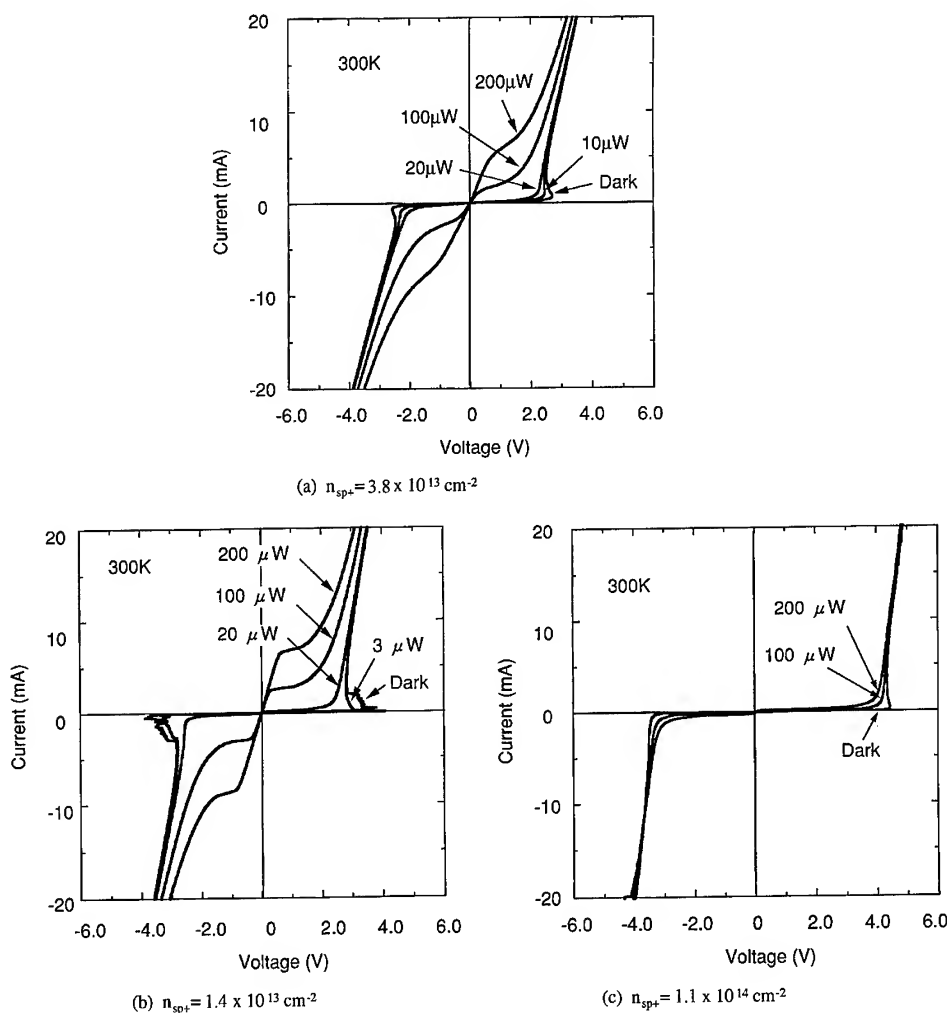 20
300K
200μW
100μW
10μW
20μW
Dark
10
0
-10
-20
Current (mA)
-6.0 -4.0 -2.0 0 2.0 4.0 6.0
Voltage (V)
(a) nsp+= 3.8 x 10 13 cm-2
20
300K
200 μW
100 μW
20 μW
3 μW
Dark
10
0
-10
-20
Current (mA)
-6.0 -4.0 -2.0 0 2.0 4.0 6.0
Voltage (V)
(b) nsp+= 1.4 x 10 13 cm-2
20
300K
200 μW
100 μW
Dark
10
0
-10
-20
Current (mA)
-6.0 -4.0 -2.0 0 2.0 4.0 6.0
Voltage (V)
(c) nsp+= 1.1 x 10 14 cm-2